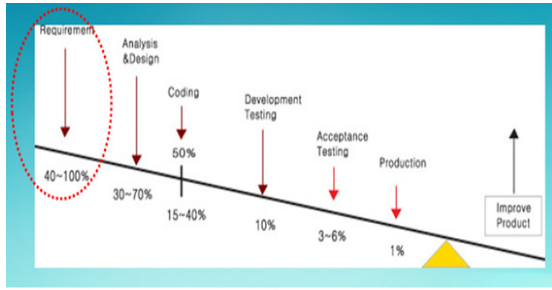 Requirement
Analysis
&Design
Coding
Development
Testing
Acceptance
Testing
Production
50%
40~100%
30~70%
15~40%
10%
3~6%
1%
Improve
Product